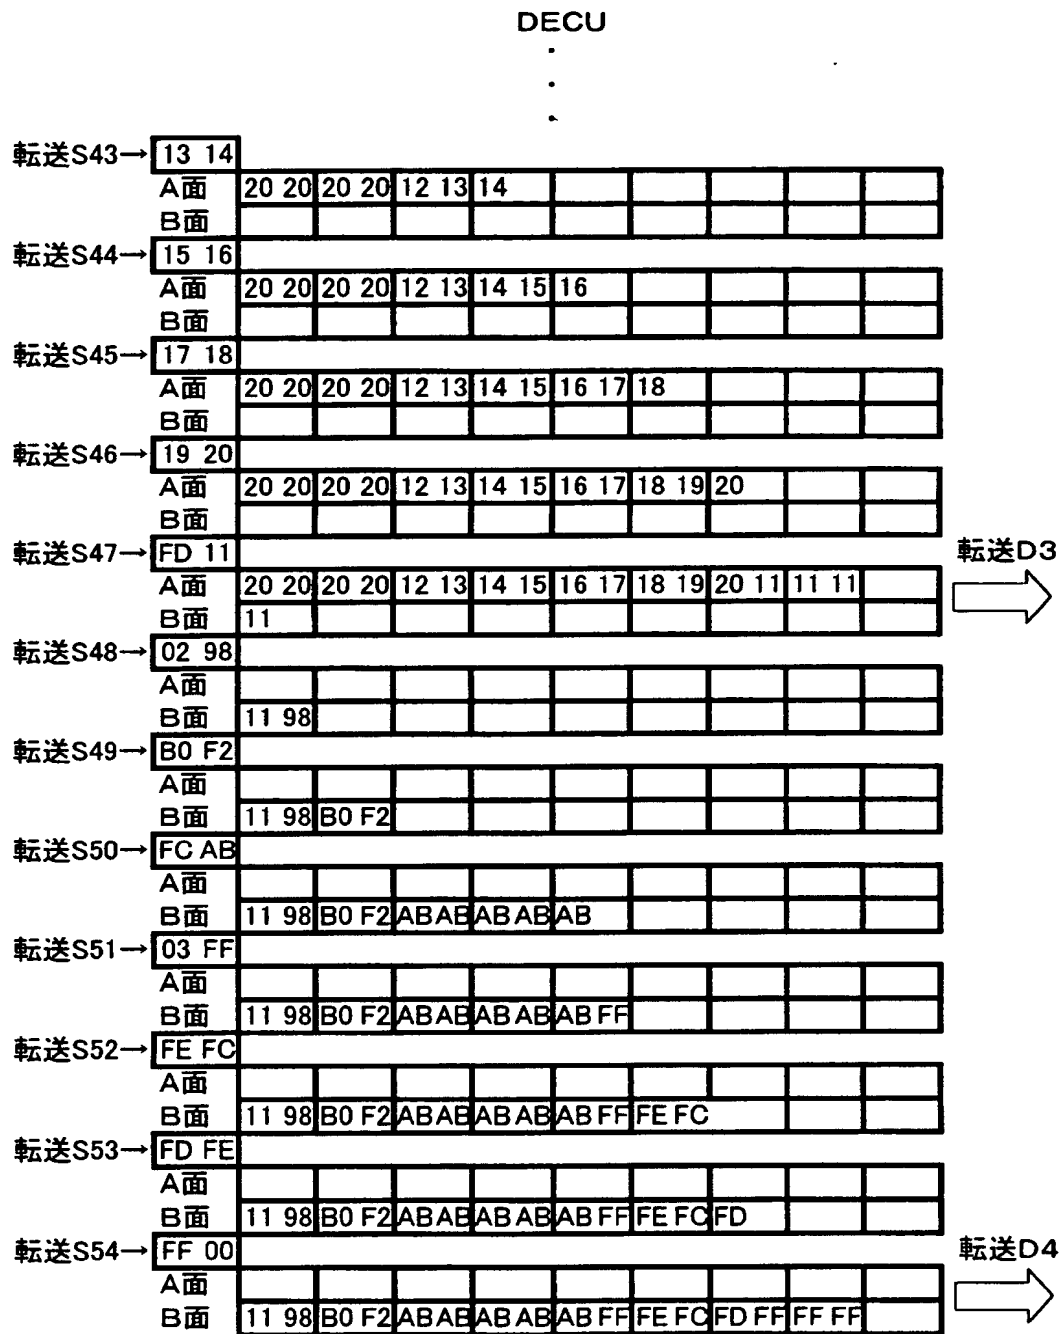 DECU
転送S43→ 13 14
A面 20 20 20 20 12 13 14
B面
転送S44→ 15 16
A面 20 20 20 20 12 13 14 15 16
B面
転送S45→ 17 18
A面 20 20 20 20 12 13 14 15 16 17 18
B面
転送S46→ 19 20
A面 20 20 20 20 12 13 14 15 16 17 18 19 20
B面
転送S47→ FD 11
転送D3
A面 20 20 20 20 12 13 14 15 16 17 18 19 20 11 11 11
B面 11
転送S48→ 02 98
A面
B面 11 98
転送S49→ B0 F2
A面
B面 11 98 B0 F2
転送S50→ FC AB
A面
B面 11 98 B0 F2 AB AB AB AB AB
転送S51→ 03 FF
A面
B面 11 98 B0 F2 AB AB AB AB AB FF
転送S52→ FE FC
A面
B面 11 98 B0 F2 AB AB AB AB AB FF FE FC
転送S53→ FD FE
A面
B面 11 98 B0 F2 AB AB AB AB AB FF FE FC FD
転送S54→ FF 00
転送D4
A面
B面 11 98 B0 F2 AB AB AB AB AB FF FE FC FD FF FF FF